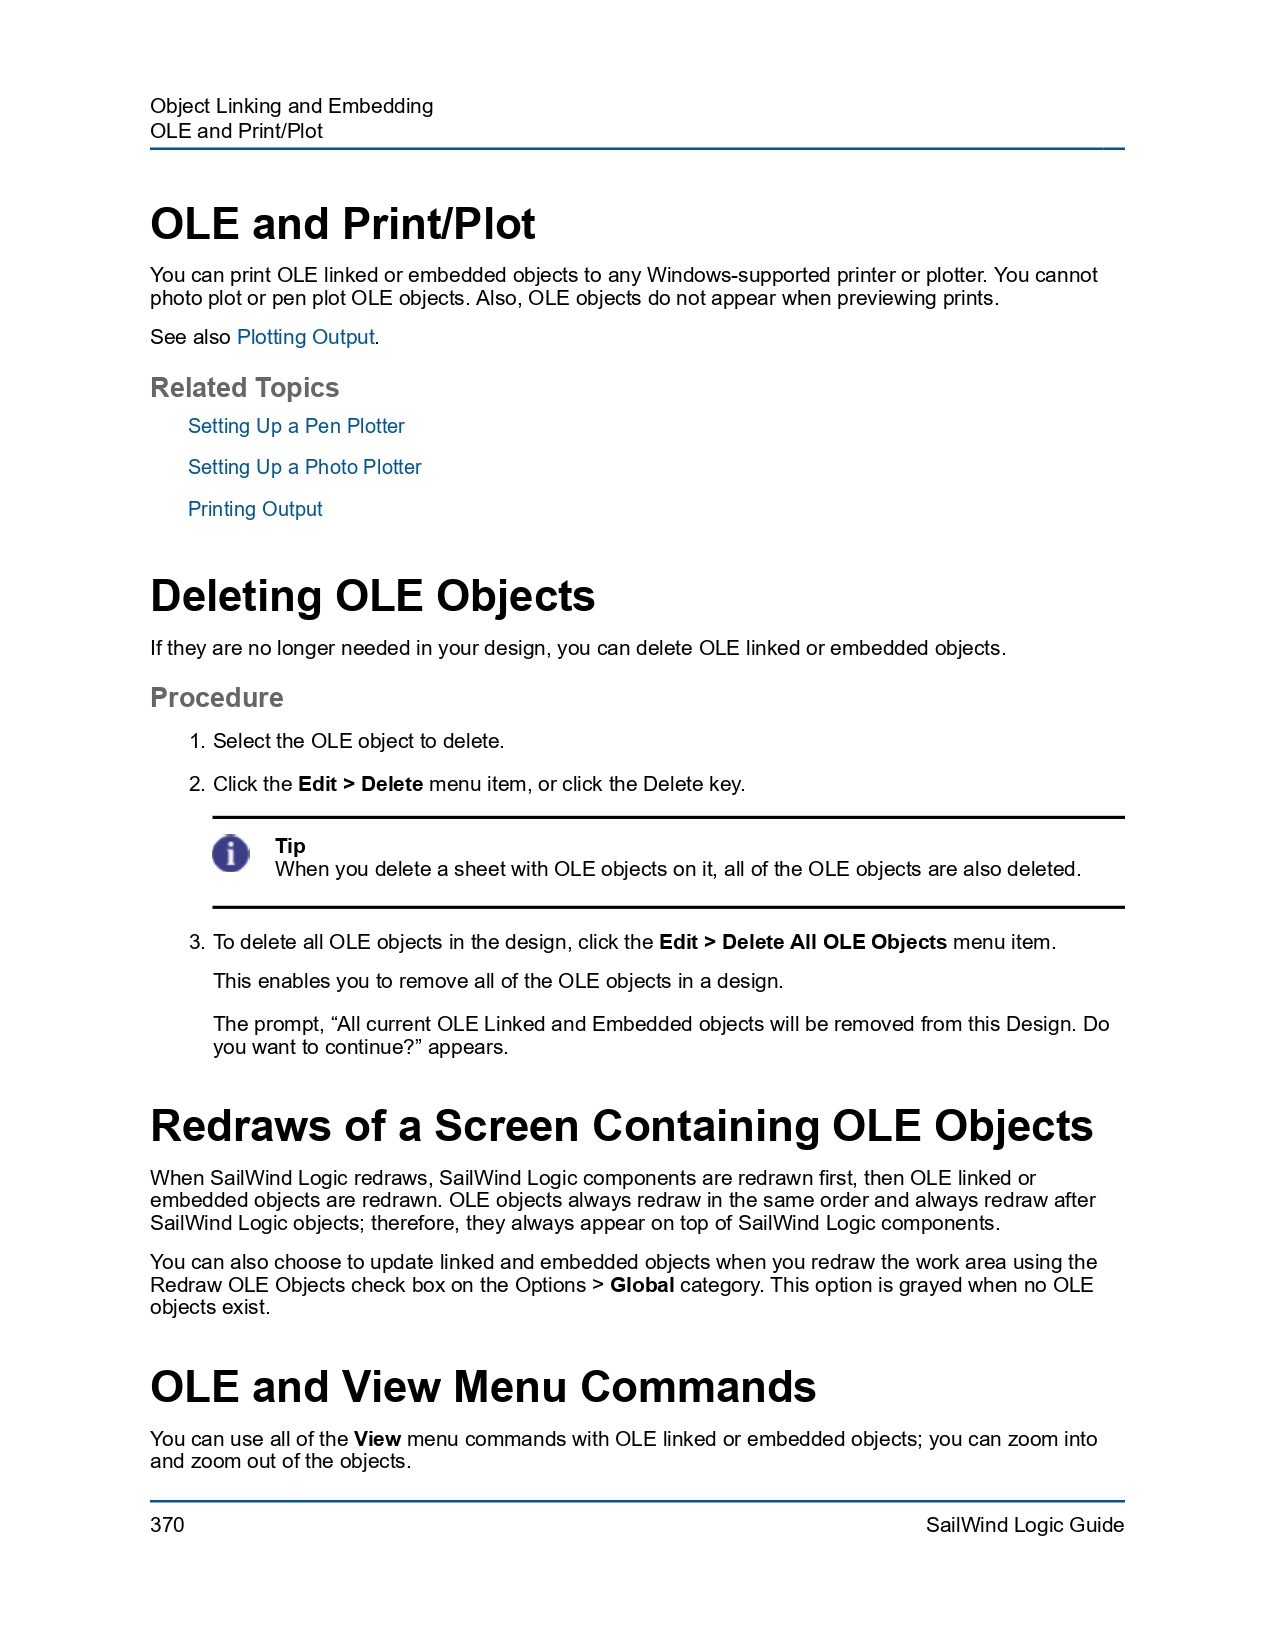 Object Linking and Embedding
OLE and Print/Plot
OLE and Print/Plot
You can print OLE linked or embedded objects to any Windows-supported printer or plotter. You cannot
photo plot or pen plot OLE objects. Also, OLE objects do not appear when previewing prints.
See also Plotting Output.
Related Topics
Setting Up a Pen Plotter
Setting Up a Photo Plotter
Printing Output
Deleting OLE Objects
If they are no longer needed in your design, you can delete OLE linked or embedded objects.
Procedure
1. Select the OLE object to delete.
2. Click the Edit > Delete menu item, or click the Delete key.
Tip
When you delete a sheet with OLE objects on it, all of the OLE objects are also deleted.
3. To delete all OLE objects in the design, click the Edit > Delete All OLE Objects menu item.
This enables you to remove all of the OLE objects in a design.
The prompt, “All current OLE Linked and Embedded objects will be removed from this Design. Do
you want to continue?” appears.
Redraws of a Screen Containing OLE Objects
When SailWind Logic redraws, SailWind Logic components are redrawn first, then OLE linked or
embedded objects are redrawn. OLE objects always redraw in the same order and always redraw after
SailWind Logic objects; therefore, they always appear on top of SailWind Logic components.
You can also choose to update linked and embedded objects when you redraw the work area using the
Redraw OLE Objects check box on the Options > Global category. This option is grayed when no OLE
objects exist.
OLE and View Menu Commands
You can use all of the View menu commands with OLE linked or embedded objects; you can zoom into
and zoom out of the objects.
370
SailWind Logic Guide